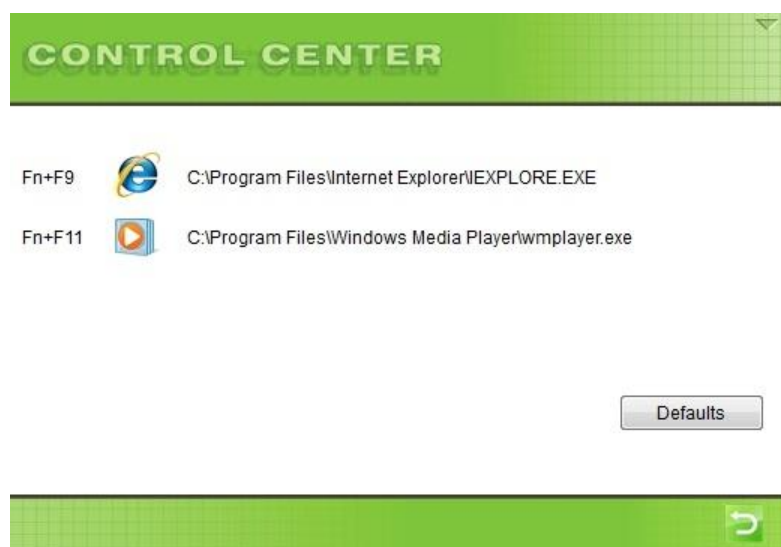 CONTROL CENTER
Fn+F9 C:\Program Files\Internet Explorer\IEXPLORE.EXE
Fn+F11 C:\Program Files\Windows Media Player\wmplayer.exe
Defaults